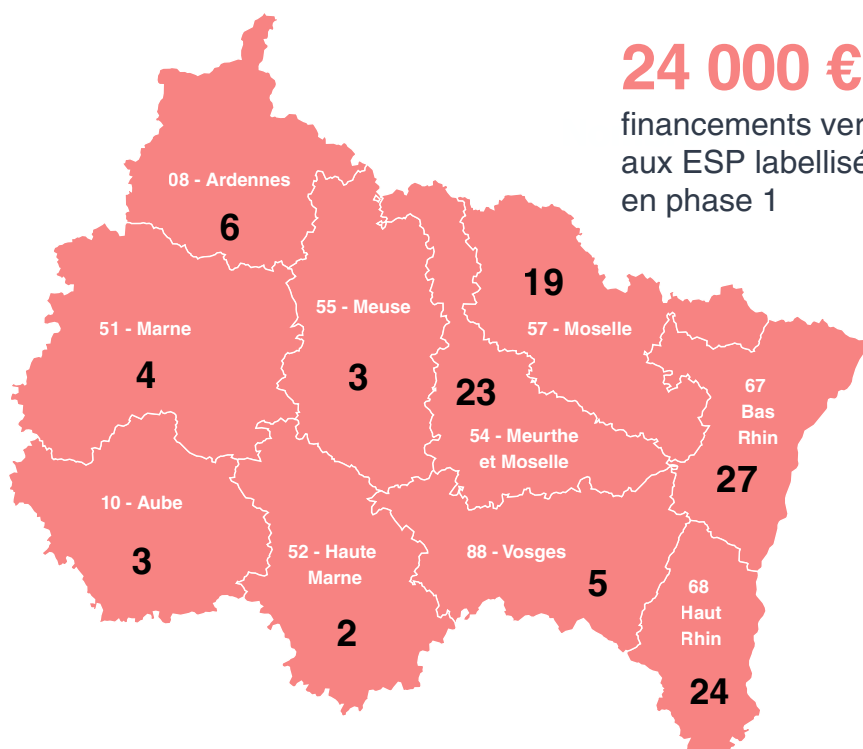 24 000 €
financements ver
aux ESP labellisé
en phase 1
08 - Ardennes
6
19
55 - Meuse
51 - Marne
57 - Moselle
4
3
23
67
Bas
Rhin
54 - Meurthe
et Moselle
27
10 - Aube
3
52 - Haute
Marne
2
88 - Vosges
5
68
Haut
Rhin
24